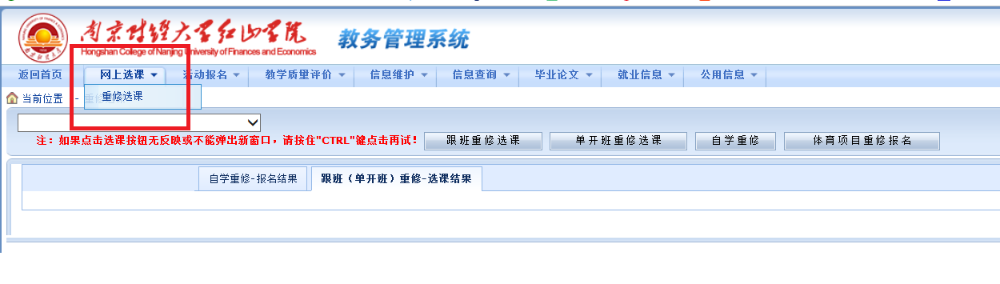 南京财经大学红山学院 教务管理系统
Hongshan College of Nanjing University of Finances and Economics
返回首页 网上选课 活动报名 教学质量评价 信息维护 信息查询 毕业论文 就业信息 公用信息
重修选课
当前位置 -- 重修选课
注：如果点击选课按钮无反映或不能弹出新窗口，请按住"CTRL"键点击再试！ 跟班重修选课 单开班重修选课 自学重修 体育项目重修报名
自学重修-报名结果 跟班（单开班）重修-选课结果